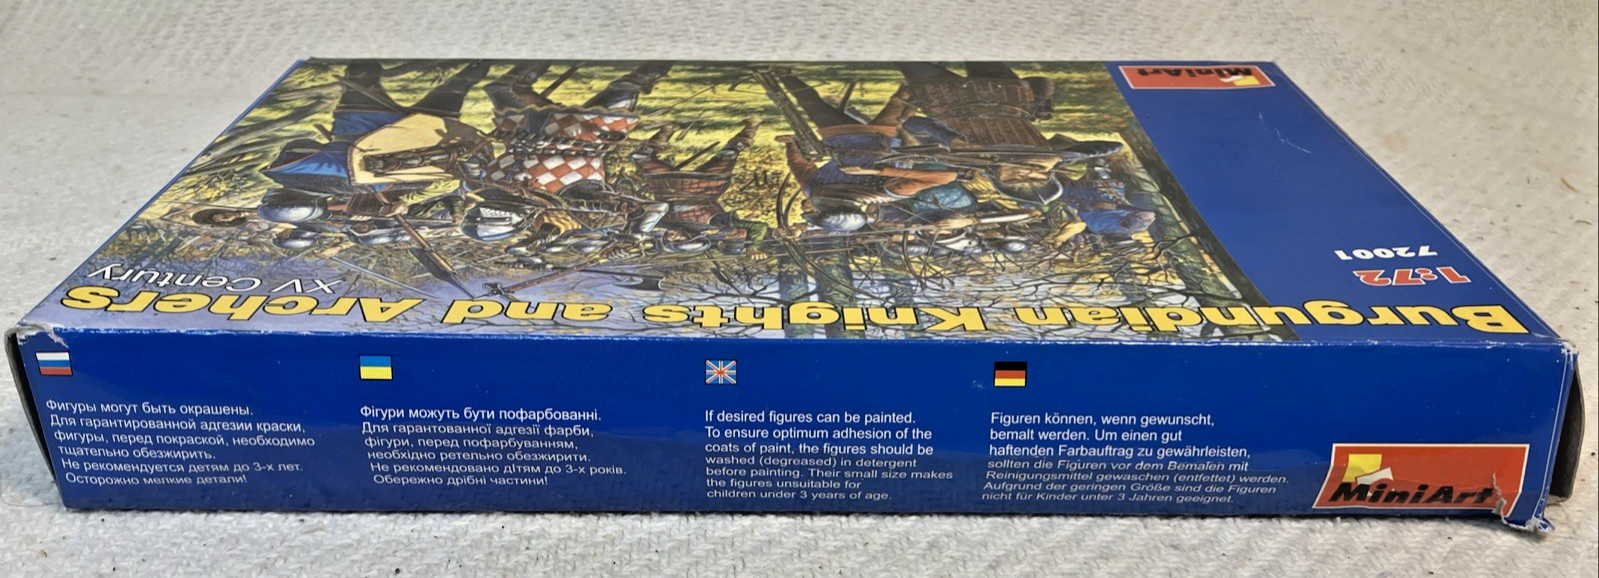 MiniArt
72001
1:72
Burgundian Knights and Archers
XV Century
Фигуры могут быть окрашены.
Для гарантированной адгезии краски,
фигуры, перед покраской, необходимо
тщательно обезжирить.
Не рекомендуется детям до 3-х лет.
Осторожно мелкие детали!
Фігури можуть бути пофарбованні.
Для гарантованної адгезії фарби,
фігури, перед пофарбуванням,
необхідно ретельно обезжирити.
Не рекомендовано дітям до 3-х років.
Обережно дрібні частини!
If desired figures can be painted.
To ensure optimum adhesion of the
coats of paint, the figures should be
washed (degreased) in detergent
before painting. Their small size makes
the figures unsuitable for
children under 3 years of age.
Figuren können, wenn gewunscht,
bemalt werden. Um einen gut
haftenden Farbauftrag zu gewährleisten,
sollten die Figuren vor dem Bemalen mit
Reinigungsmittel gewaschen (entfettet) werden.
Aufgrund der geringen Größe sind die Figuren
nicht für Kinder unter 3 Jahren geeignet.
MiniArt